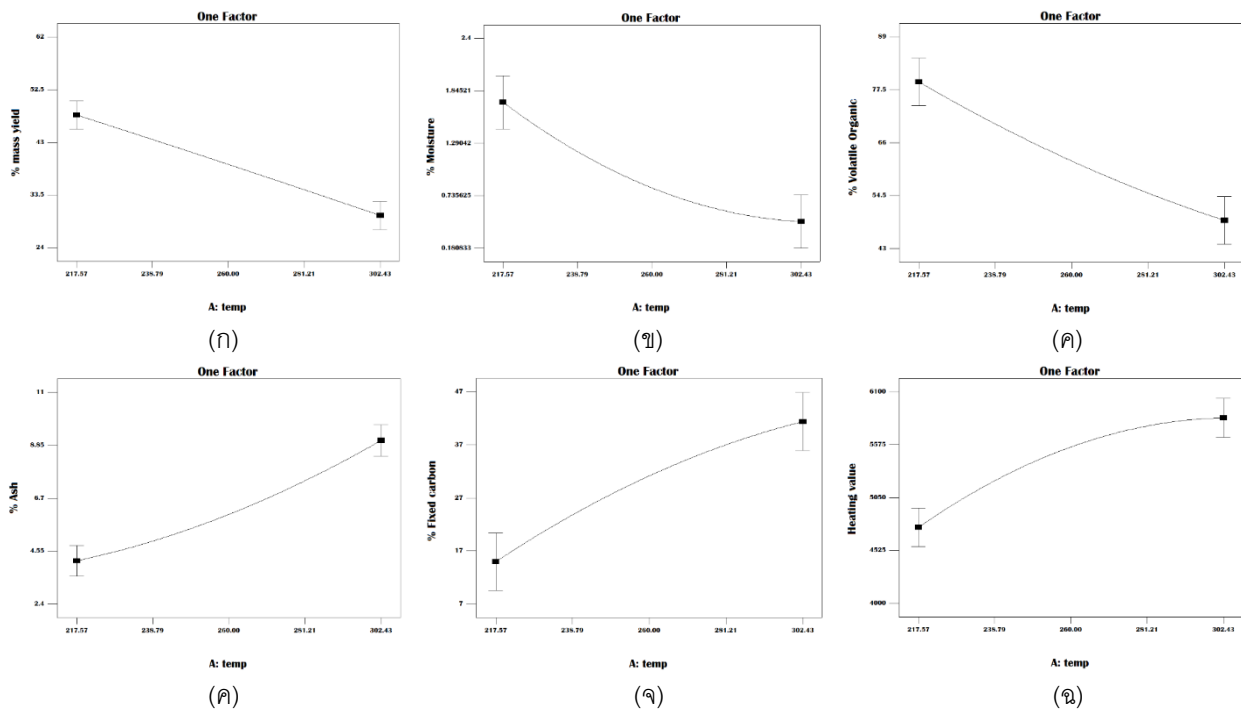 One Factor
62
52.5
43
33.5
24
% mass yield
217.57 238.79 260.00 281.21 302.43
A: temp
(ก)
One Factor
2.4
1.84521
1.29042
0.735625
0.180833
% Moisture
217.57 238.79 260.00 281.21 302.43
A: temp
(ข)
One Factor
89
77.5
66
54.5
43
% Volatile Organic
217.57 238.79 260.00 281.21 302.43
A: temp
(ค)
One Factor
11
8.85
6.7
4.55
2.4
% Ash
217.57 238.79 260.00 281.21 302.43
A: temp
(ค)
One Factor
47
37
27
17
7
% Fixed carbon
217.57 238.79 260.00 281.21 302.43
A: temp
(จ)
One Factor
6100
5575
5050
4525
4000
Heating value
217.57 238.79 260.00 281.21 302.43
A: temp
(ฉ)